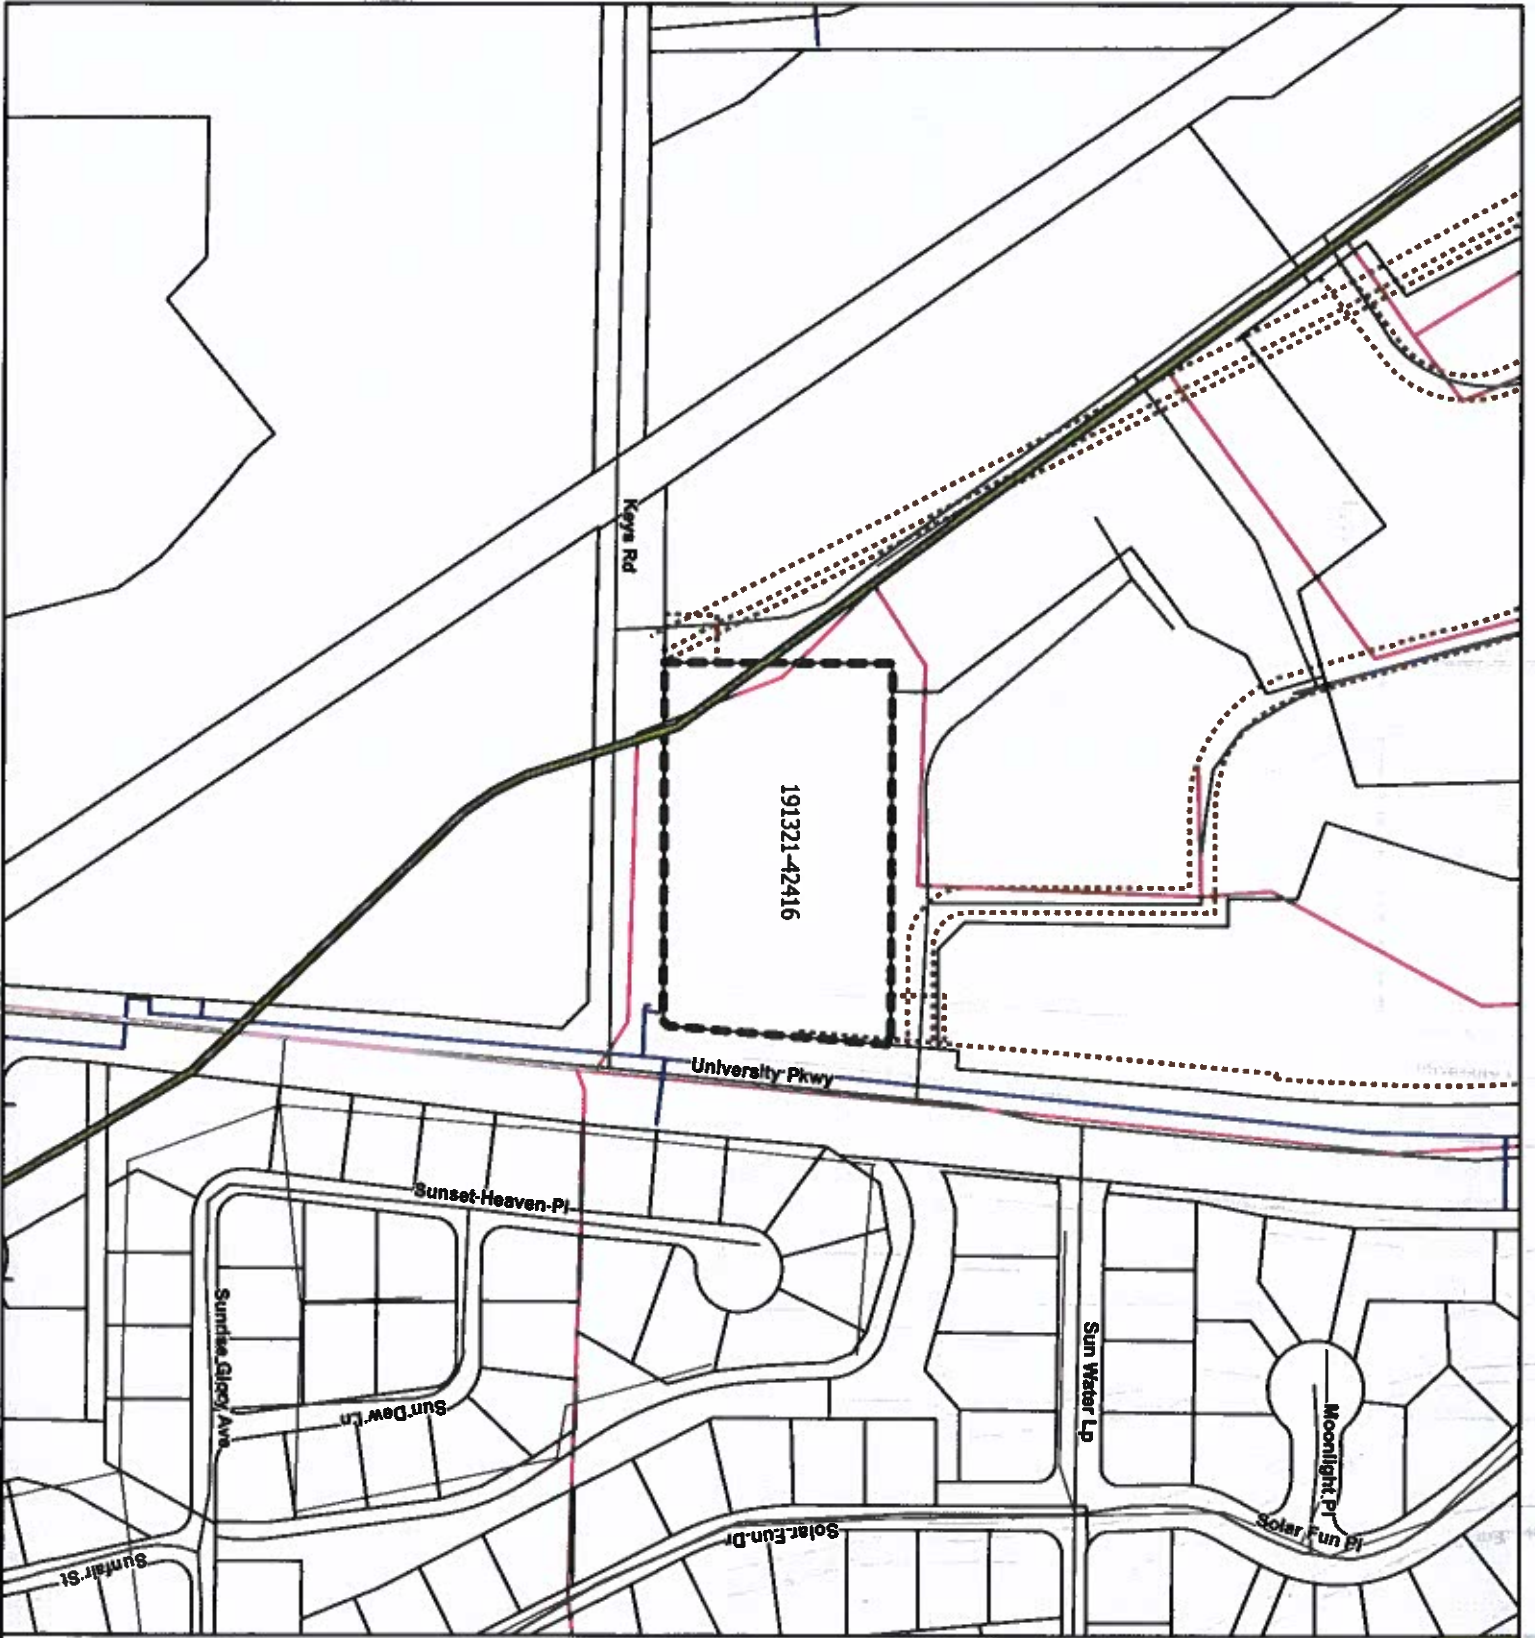 Keys Rd
191321-42416
University Pkwy
Sunset Heaven Pl
Sunrise Glory Ave
Sun Dew Ln
Sun Water Lp
Moonlight Pl
Solar Fun Pl
Solar Fun Dr
Sunfair St